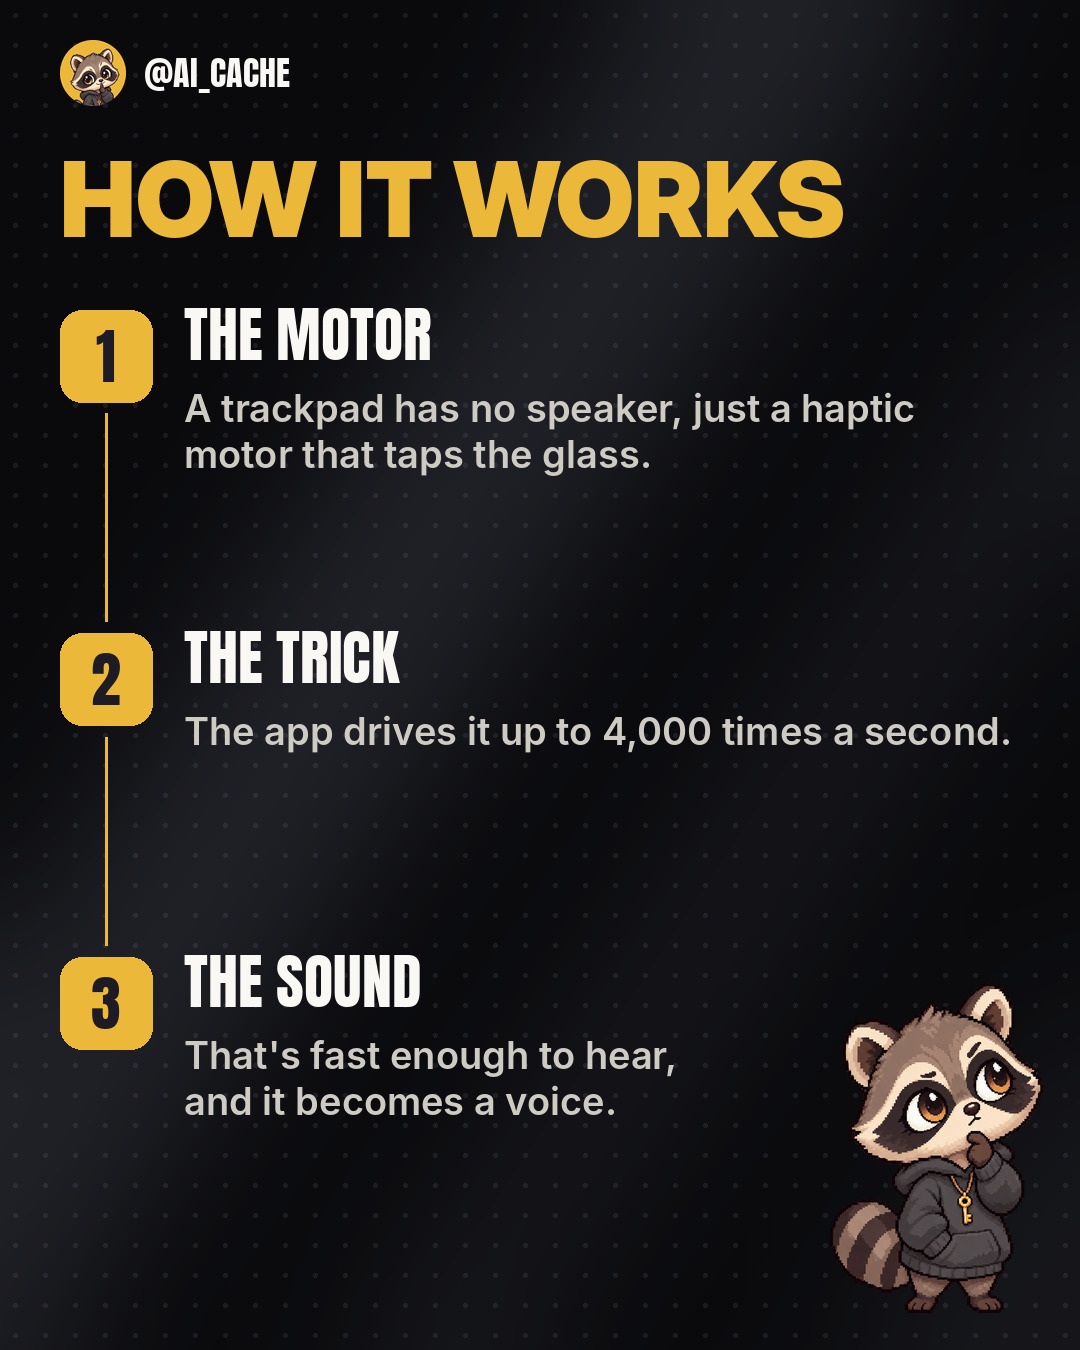 @AI_CACHE
HOW IT WORKS
1
THE MOTOR
A trackpad has no speaker, just a haptic
motor that taps the glass.
2
THE TRICK
The app drives it up to 4,000 times a second.
3
THE SOUND
That's fast enough to hear,
and it becomes a voice.